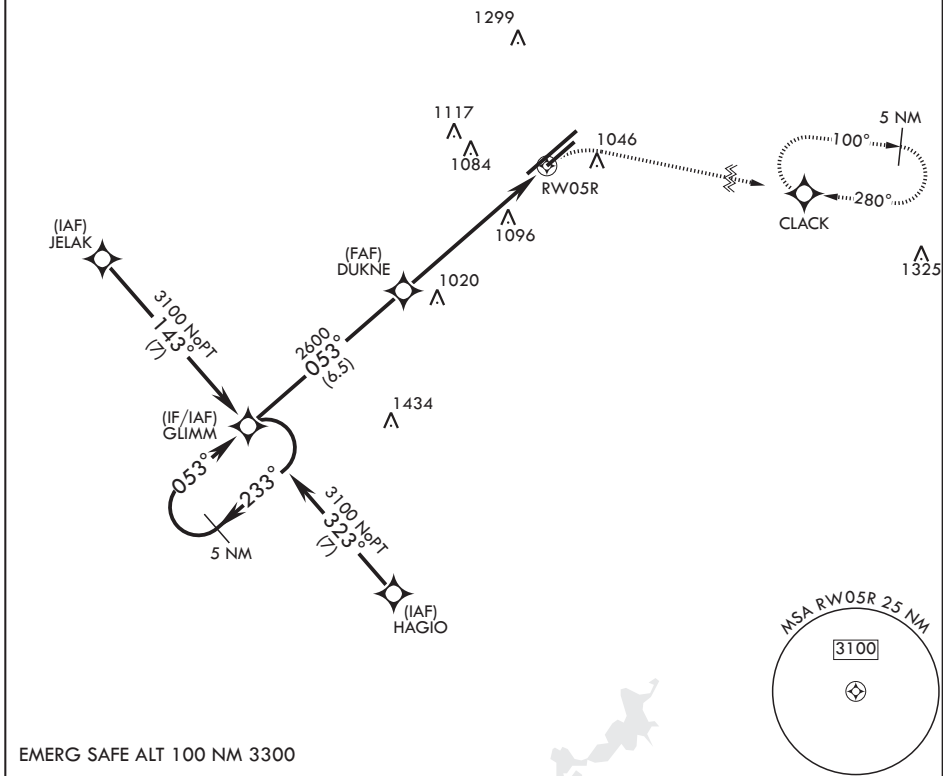 1299
1117
1084
1046
RW05R
5 NM
100°
280°
CLACK
1096
1325
(IAF)
JELAK
(FAF)
DUKNE
1020
3100 NoPT
143°
(7)
2600
053°
(6.5)
1434
(IF/IAF)
GLIMM
053°
233°
5 NM
3100 NoPT
323°
(7)
(IAF)
HAGIO
MSA RW05R 25 NM
3100
EMERG SAFE ALT 100 NM 3300